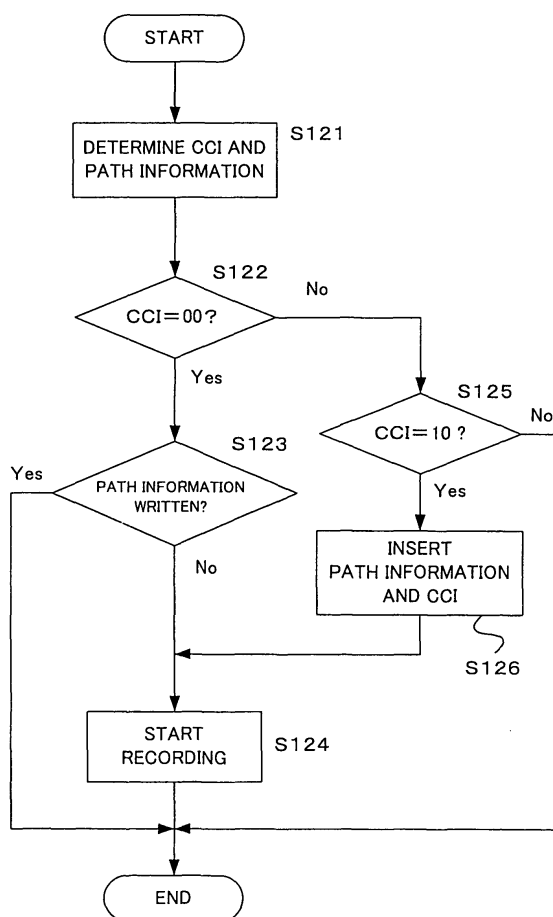 START
S121
DETERMINE CCI AND
PATH INFORMATION
S122
CCI=00?
No
Yes
S125
CCI=10 ?
No
S123
Yes
PATH INFORMATION
WRITTEN?
Yes
No
INSERT
PATH INFORMATION
AND CCI
S126
START
RECORDING
S124
END